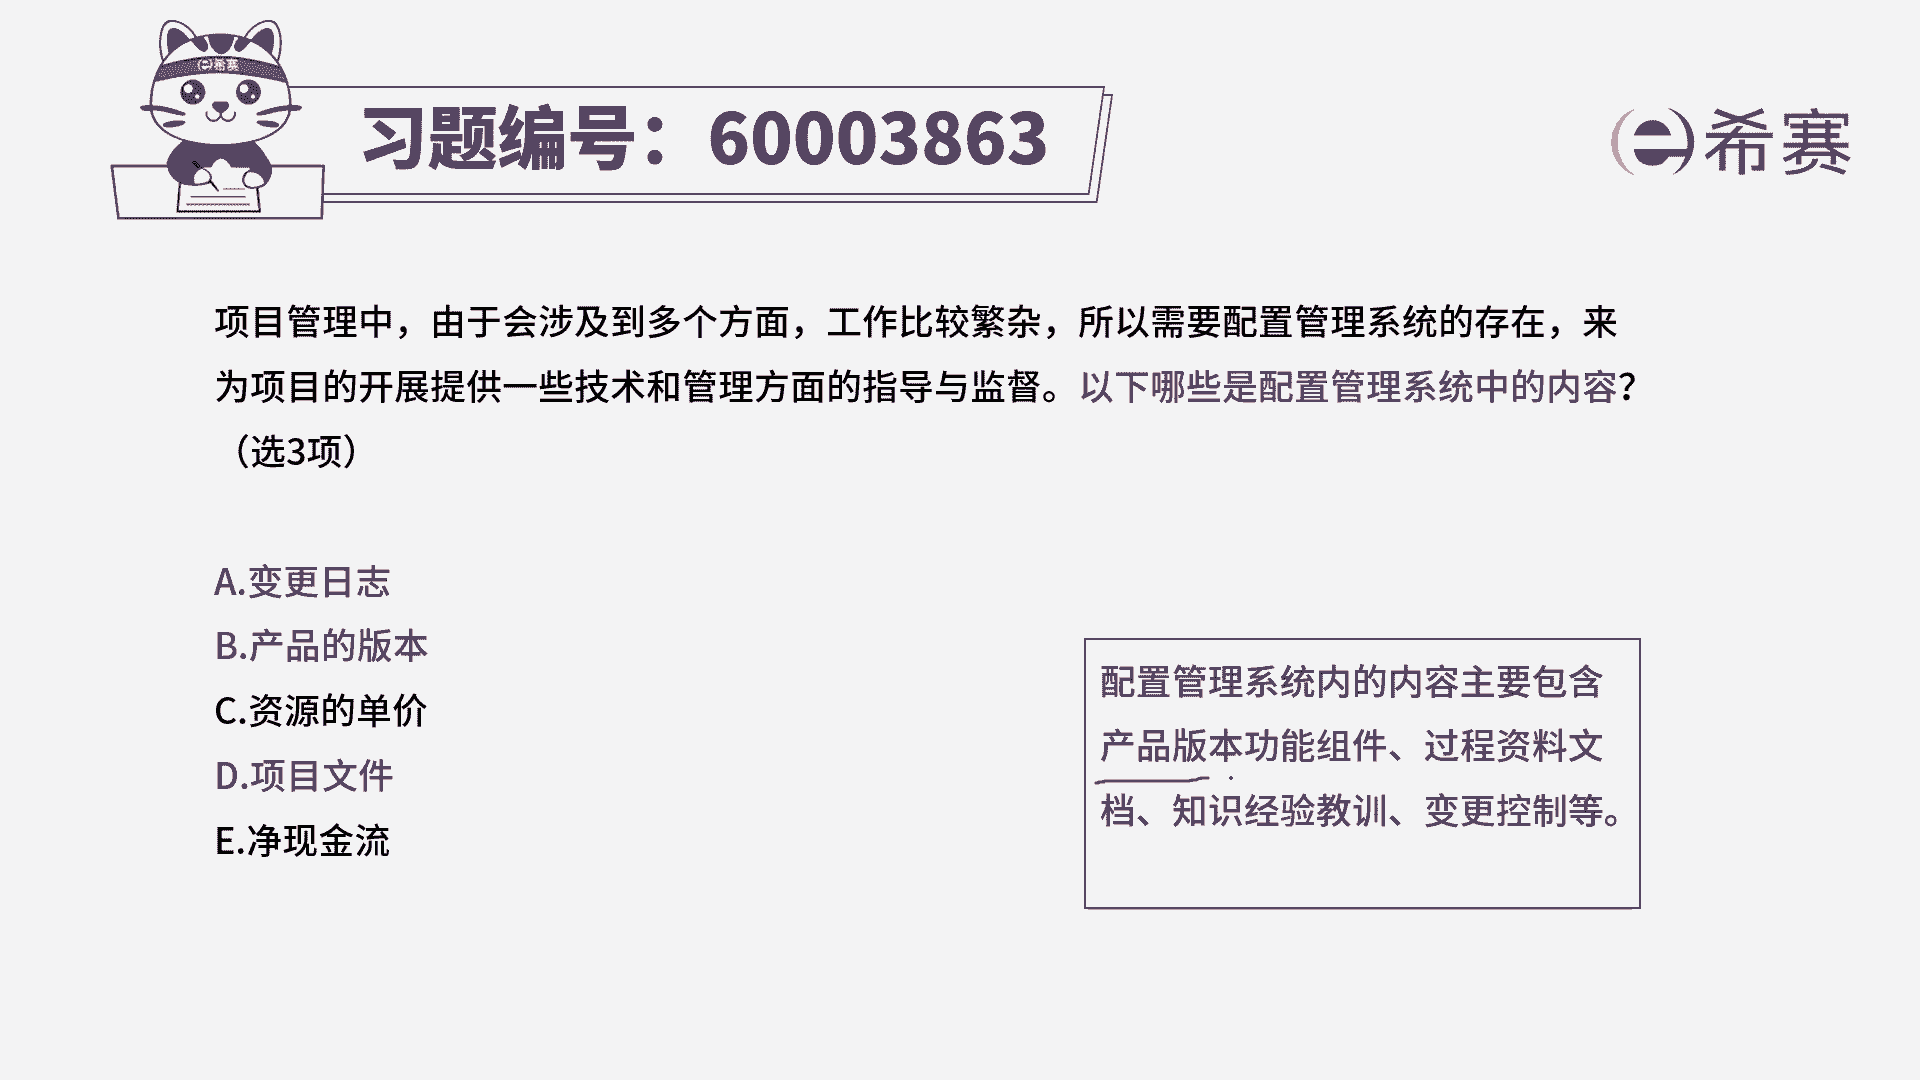 e希赛
习题编号：60003863
e希赛
项目管理中，由于会涉及到多个方面，工作比较繁杂，所以需要配置管理系统的存在，来
为项目的开展提供一些技术和管理方面的指导与监督。以下哪些是配置管理系统中的内容？
（选3项）
A.变更日志
B.产品的版本
C.资源的单价
D.项目文件
E.净现金流
配置管理系统内的内容主要包含
产品版本功能组件、过程资料文
档、知识经验教训、变更控制等。